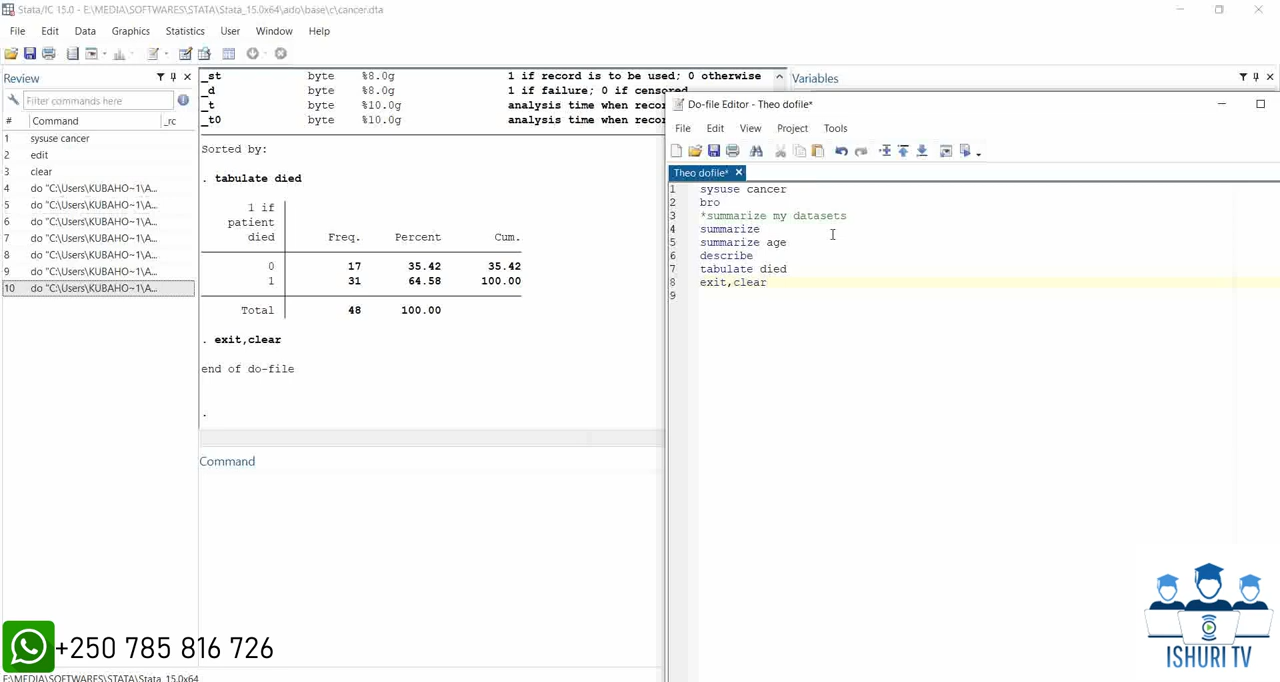 Stata/IC 15.0 - E:\MEDIA\SOFTWARES\STATA\Stata_15.0x64\ado\base\c\cancer.dta
File Edit Data Graphics Statistics User Window Help
Review
Filter commands here
# Command _rc
1 sysuse cancer
2 edit
3 clear
4 do "C:\Users\KUBAHO~1\A...
5 do "C:\Users\KUBAHO~1\A...
6 do "C:\Users\KUBAHO~1\A...
7 do "C:\Users\KUBAHO~1\A...
8 do "C:\Users\KUBAHO~1\A...
9 do "C:\Users\KUBAHO~1\A...
10 do "C:\Users\KUBAHO~1\A...
_st byte %8.0g 1 if record is to be used; 0 otherwise
_d byte %8.0g 1 if failure; 0 if censored
_t byte %10.0g analysis time when recor
_t0 byte %10.0g analysis time when recor
Sorted by:
. tabulate died
1 if
patient
died Freq. Percent Cum.
0 17 35.42 35.42
1 31 64.58 100.00
Total 48 100.00
. exit,clear
end of do-file
.
Command
Variables
Do-file Editor - Theo dofile*
File Edit View Project Tools
Theo dofile*
1 sysuse cancer
2 bro
3 *summarize my datasets
4 summarize
5 summarize age
6 describe
7 tabulate died
8 exit,clear
9
+250 785 816 726
ISHURI TV
E:\MEDIA\SOFTWARES\STATA\Stata_15.0x64